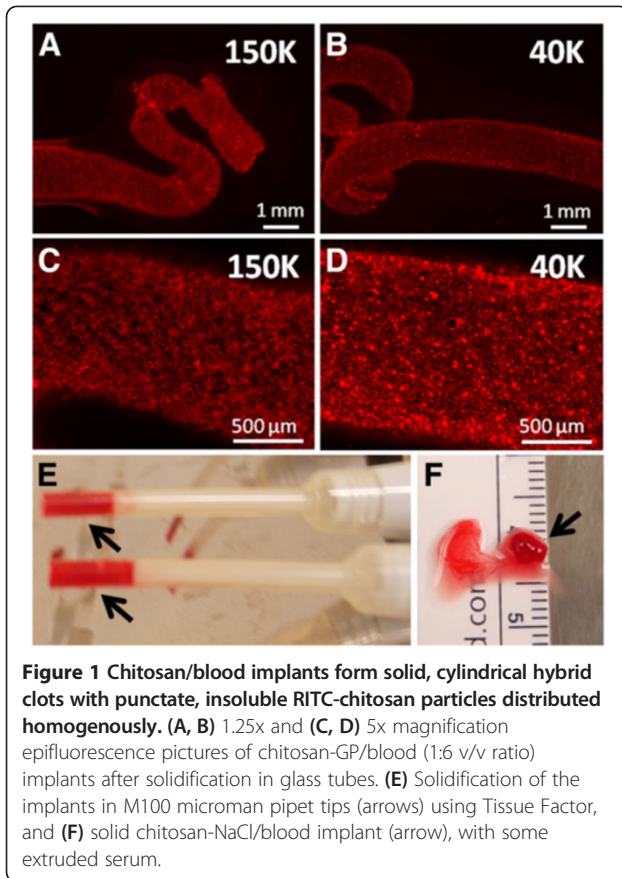 A
150K
1 mm
B
40K
1 mm
C
150K
500 µm
D
40K
500 µm
E
F
d.com
5
Figure 1 Chitosan/blood implants form solid, cylindrical hybrid
clots with punctate, insoluble RITC-chitosan particles distributed
homogenously. (A, B) 1.25x and (C, D) 5x magnification
epifluorescence pictures of chitosan-GP/blood (1:6 v/v ratio)
implants after solidification in glass tubes. (E) Solidification of the
implants in M100 microman pipet tips (arrows) using Tissue Factor,
and (F) solid chitosan-NaCl/blood implant (arrow), with some
extruded serum.